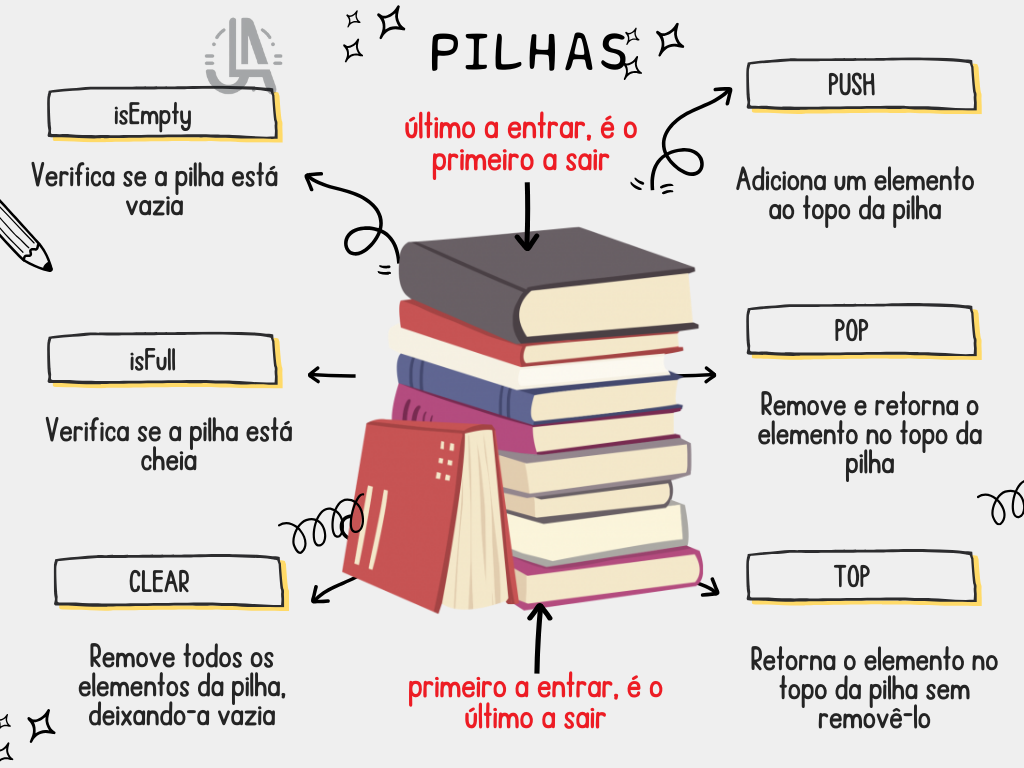 PILHAS
último a entrar, é o
primeiro a sair
isEmpty
Verifica se a pilha está
vazia
isFull
Verifica se a pilha está
cheia
CLEAR
Remove todos os
elementos da pilha,
deixando-a vazia
PUSH
Adiciona um elemento
ao topo da pilha
POP
Remove e retorna o
elemento no topo da
pilha
TOP
Retorna o elemento no
topo da pilha sem
removê-lo
primeiro a entrar, é o
último a sair